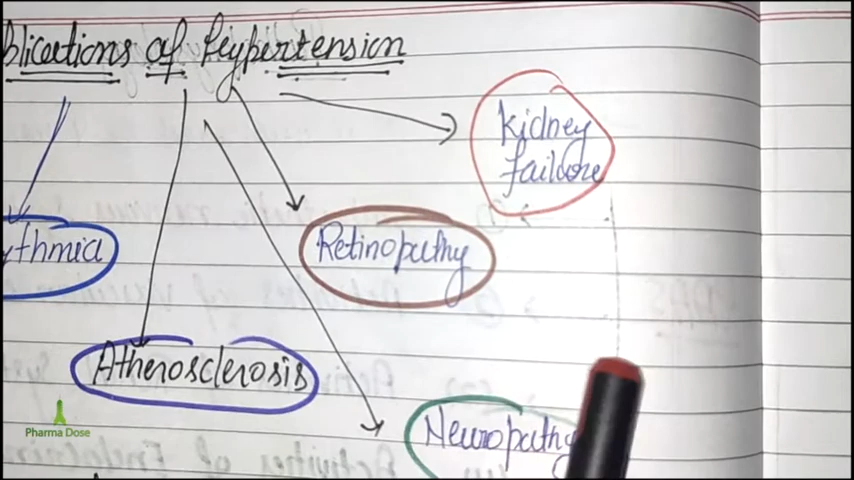 plications of hypertension
kidney
failure
ythmia
Retinopathy
Atherosclerosis
Neuropathy
Pharma Dose